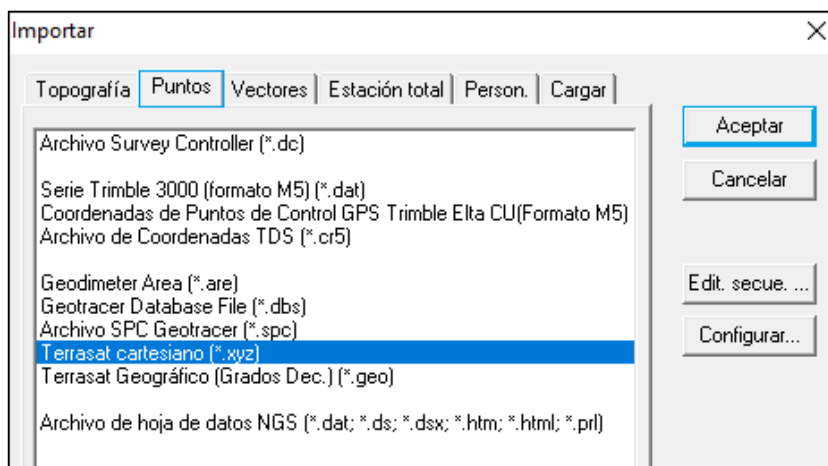 Importar
Topografía Puntos Vectores Estación total Person. Cargar
Archivo Survey Controller (*.dc)
Serie Trimble 3000 (formato M5) (*.dat)
Coordenadas de Puntos de Control GPS Trimble Elta CU(Formato M5)
Archivo de Coordenadas TDS (*.cr5)
Geodimeter Area (*.are)
Geotracer Database File (*.dbs)
Archivo SPC Geotracer (*.spc)
Terrasat cartesiano (*.xyz)
Terrasat Geográfico (Grados Dec.) (*.geo)
Archivo de hoja de datos NGS (*.dat; *.ds; *.dsx; *.htm; *.html; *.prl)
Aceptar
Cancelar
Edit. secue. ...
Configurar...